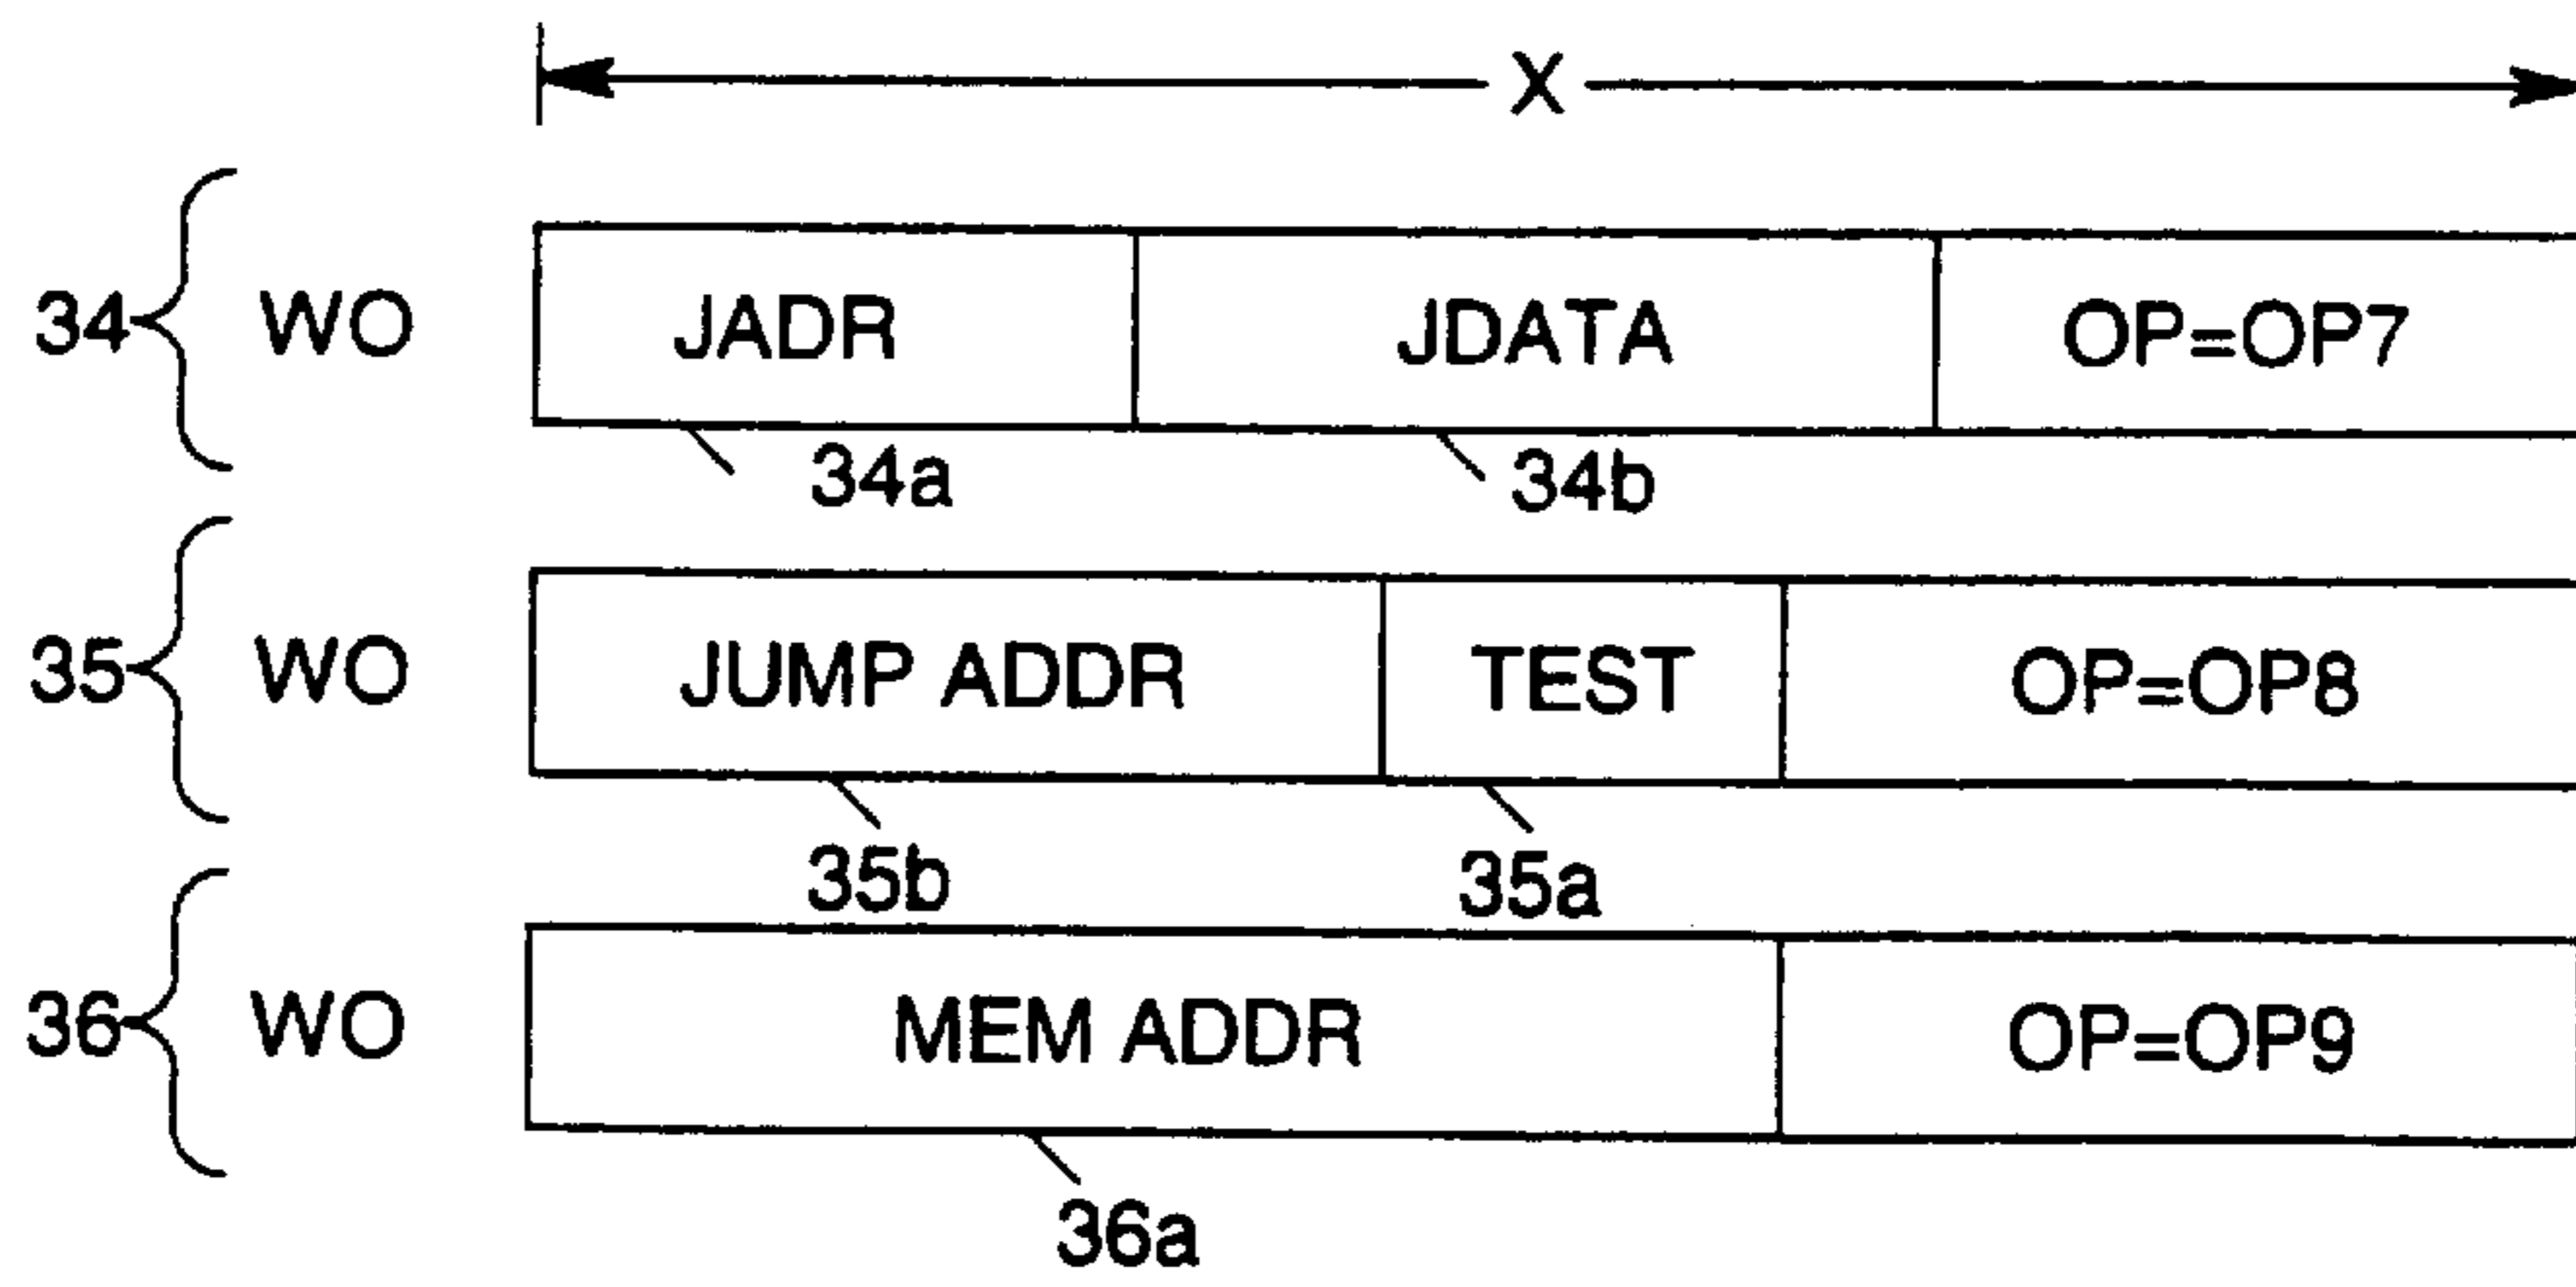 X
34 WO JADR JDATA OP=OP7
34a 34b
35 WO JUMP ADDR TEST OP=OP8
35b 35a
36 WO MEM ADDR OP=OP9
36a